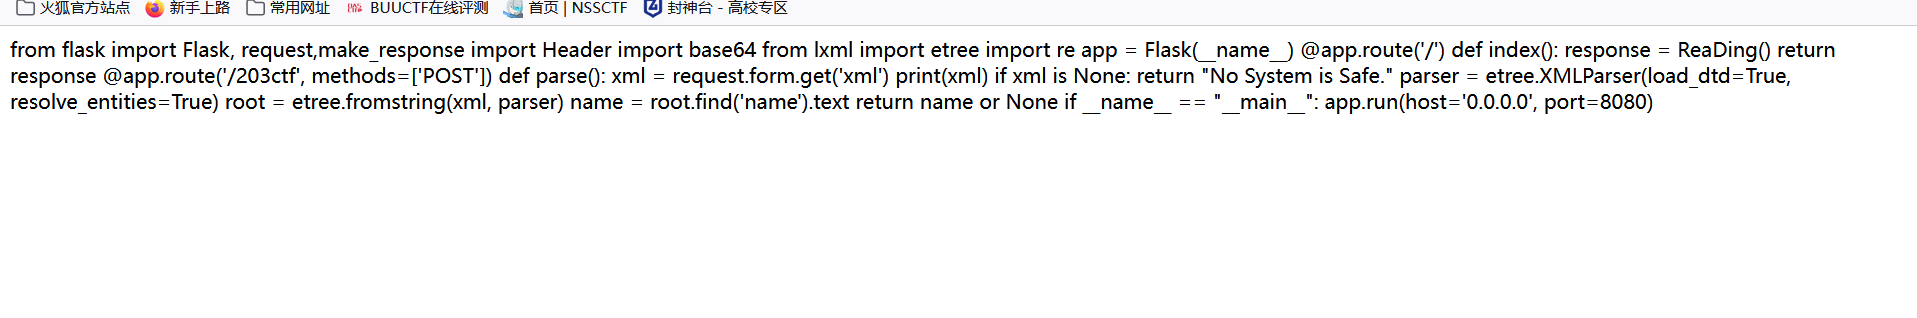 火狐官方站点 新手上路 常用网址 BUUCTF在线评测 首页 | NSSCTF 封神台 - 高校专区
from flask import Flask, request,make_response import Header import base64 from lxml import etree import re app = Flask(__name__) @app.route('/') def index(): response = ReaDing() return
response @app.route('/203ctf', methods=['POST']) def parse(): xml = request.form.get('xml') print(xml) if xml is None: return "No System is Safe." parser = etree.XMLParser(load_dtd=True,
resolve_entities=True) root = etree.fromstring(xml, parser) name = root.find('name').text return name or None if __name__ == "__main__": app.run(host='0.0.0.0', port=8080)